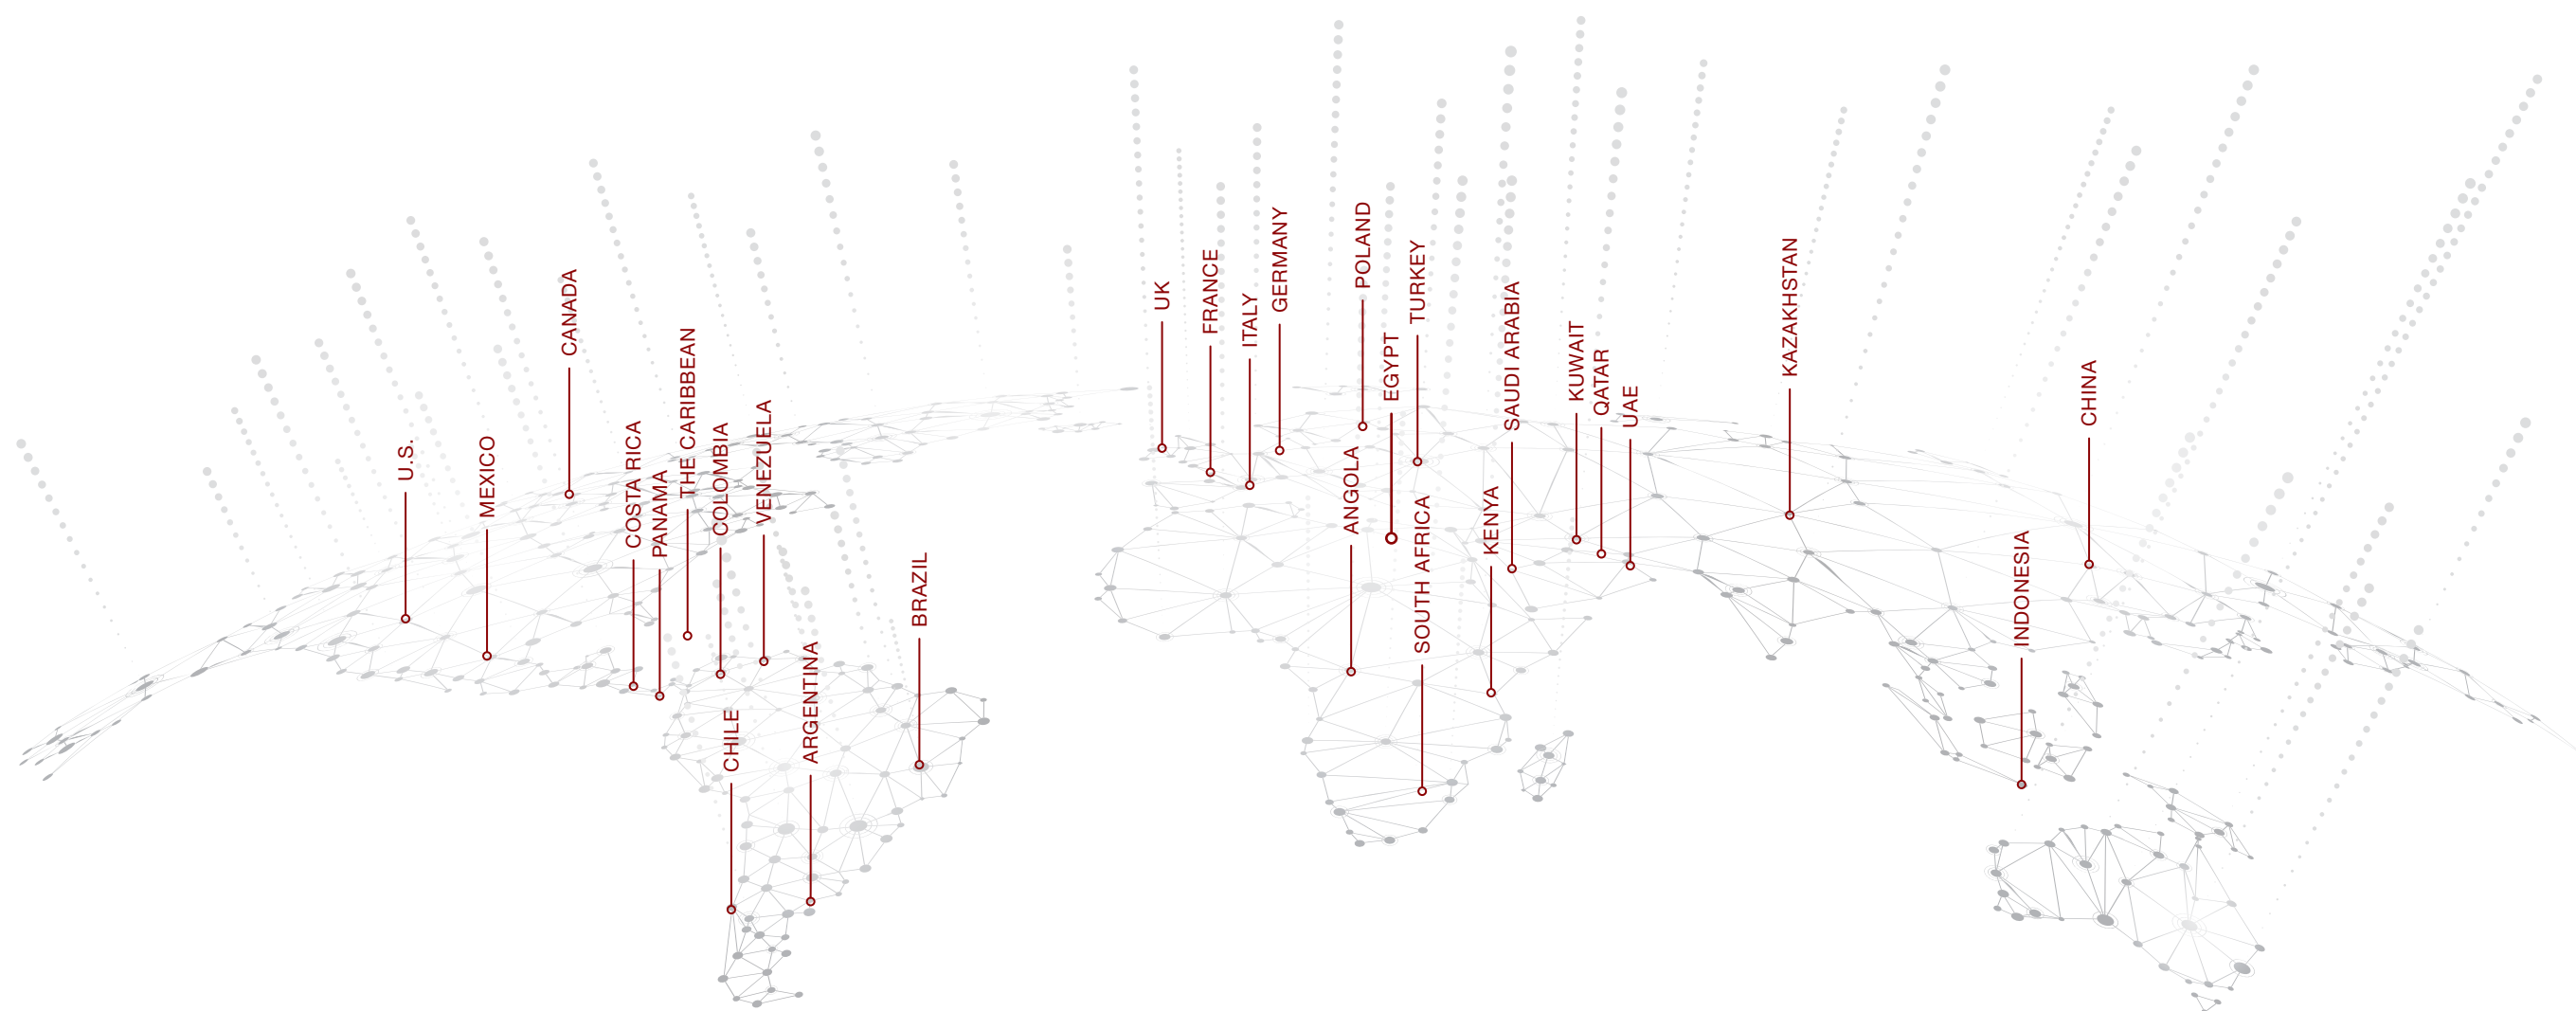 U.S.
MEXICO
CANADA
COSTA RICA
PANAMA
THE CARIBBEAN
COLOMBIA
CHILE
VENEZUELA
ARGENTINA
BRAZIL
UK
FRANCE
ITALY
GERMANY
ANGOLA
POLAND
EGYPT
TURKEY
SOUTH AFRICA
KENYA
SAUDI ARABIA
KUWAIT
QATAR
UAE
KAZAKHSTAN
INDONESIA
CHINA